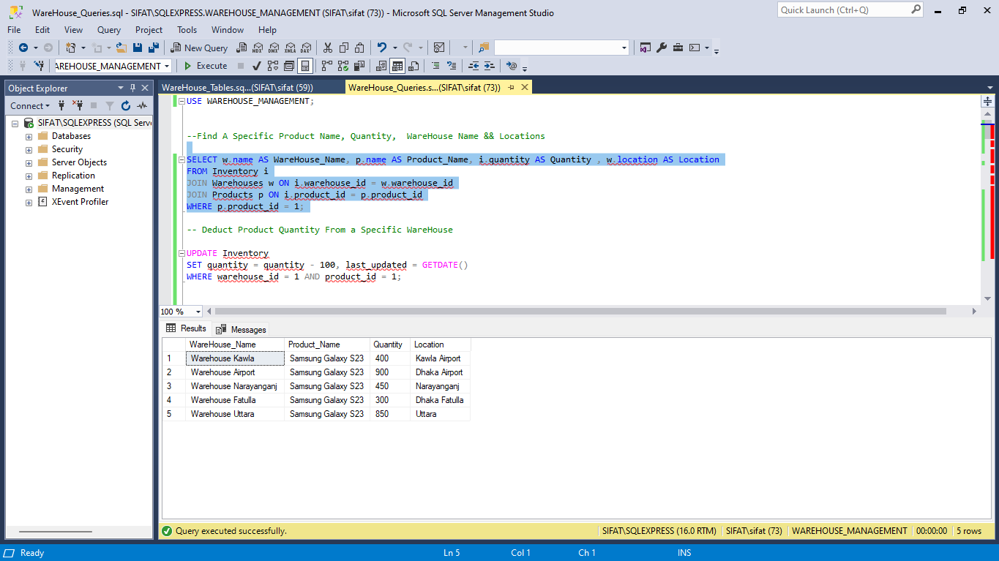 WareHouse_Queries.sql - SIFAT\SQLEXPRESS.WAREHOUSE_MANAGEMENT (SIFAT\sifat (73)) - Microsoft SQL Server Management Studio
Quick Launch (Ctrl+Q)
File Edit View Query Project Tools Window Help
New Query MDX DMX XMLA DAX
AREHOUSE_MANAGEMENT Execute
Object Explorer
Connect
SIFAT\SQLEXPRESS (SQL Serve
Databases
Security
Server Objects
Replication
Management
XEvent Profiler
WareHouse_Tables.sq...(SIFAT\sifat (59)) WareHouse_Queries.s...(SIFAT\sifat (73))
USE WAREHOUSE_MANAGEMENT;
--Find A Specific Product Name, Quantity,  WareHouse Name && Locations
SELECT w.name AS WareHouse_Name, p.name AS Product_Name, i.quantity AS Quantity , w.location AS Location
FROM Inventory i
JOIN Warehouses w ON i.warehouse_id = w.warehouse_id
JOIN Products p ON i.product_id = p.product_id
WHERE p.product_id = 1;
-- Deduct Product Quantity From a Specific WareHouse
UPDATE Inventory
SET quantity = quantity - 100, last_updated = GETDATE()
WHERE warehouse_id = 1 AND product_id = 1;
100 %
Results Messages
WareHouse_Name Product_Name Quantity Location
1 Warehouse Kawla Samsung Galaxy S23 400 Kawla Airport
2 Warehouse Airport Samsung Galaxy S23 900 Dhaka Airport
3 Warehouse Narayanganj Samsung Galaxy S23 450 Narayanganj
4 Warehouse Fatulla Samsung Galaxy S23 300 Dhaka Fatulla
5 Warehouse Uttara Samsung Galaxy S23 850 Uttara
Query executed successfully. SIFAT\SQLEXPRESS (16.0 RTM) SIFAT\sifat (73) WAREHOUSE_MANAGEMENT 00:00:00 5 rows
Ready Ln 5 Col 1 Ch 1 INS